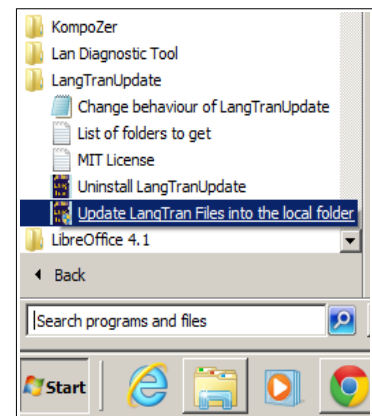 KompoZer
Lan Diagnostic Tool
LangTranUpdate
Change behaviour of LangTranUpdate
List of folders to get
MIT License
Uninstall LangTranUpdate
Update LangTran Files into the local folder
LibreOffice 4.1
Back
Search programs and files
Start